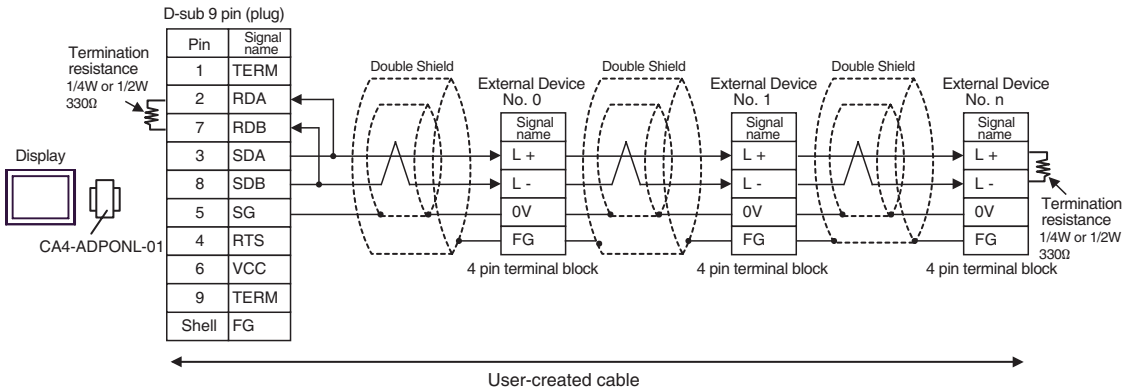 D-sub 9 pin (plug)
Pin Signal name
1 TERM
2 RDA
7 RDB
3 SDA
8 SDB
5 SG
4 RTS
6 VCC
9 TERM
Shell FG
Termination
resistance
1/4W or 1/2W
330Ω
Display
CA4-ADPONL-01
Double Shield
External Device
No. 0
Signal
name
L +
L -
0V
FG
4 pin terminal block
Double Shield
External Device
No. 1
Signal
name
L +
L -
0V
FG
4 pin terminal block
Double Shield
External Device
No. n
Signal
name
L +
L -
0V
FG
4 pin terminal block
Termination
resistance
1/4W or 1/2W
330Ω
User-created cable